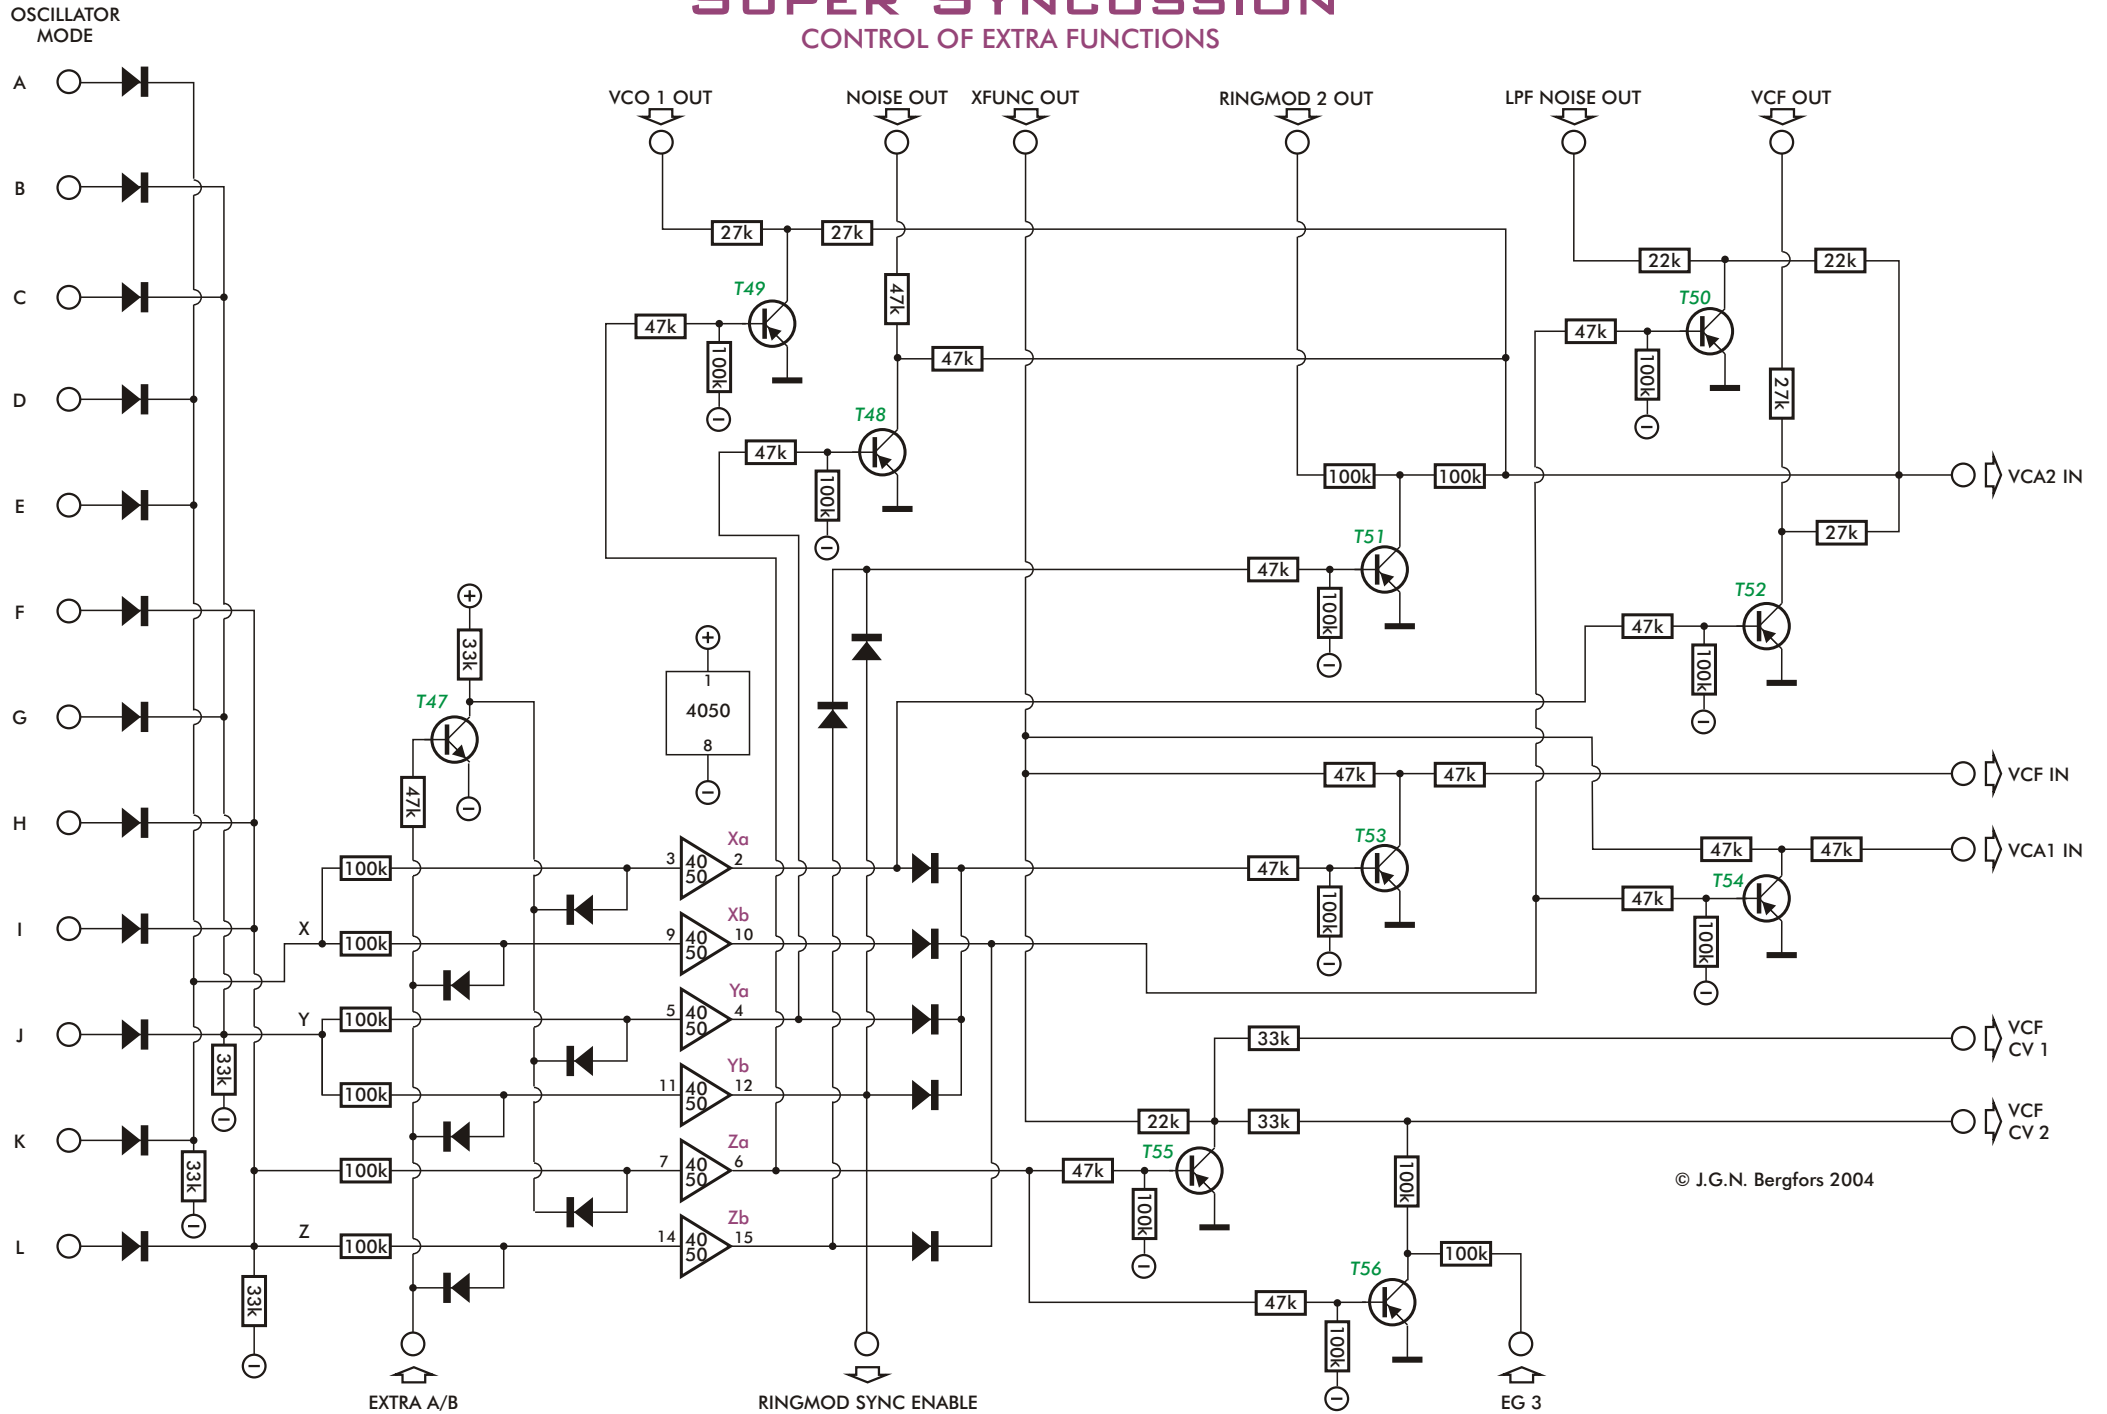 SUPER SYNCUSSION
CONTROL OF EXTRA FUNCTIONS
OSCILLATOR
MODE
A
B
C
D
E
F
G
H
I
J
K
L
VCO 1 OUT
NOISE OUT
XFUNC OUT
RINGMOD 2 OUT
LPF NOISE OUT
VCF OUT
27k
27k
22k
22k
T49
47k
T50
47k
100k
47k
47k
100k
27k
T48
47k
100k
100k
100k
VCA2 IN
27k
T51
47k
100k
T52
47k
100k
33k
T47
47k
1
4050
8
47k
47k
VCF IN
T53
47k
100k
47k
47k
VCA1 IN
T54
47k
100k
X
100k
100k
Y
100k
100k
100k
Z
100k
33k
33k
33k
3
40
50
Xa
2
9
40
50
Xb
10
5
40
50
Ya
4
11
40
50
Yb
12
7
40
50
Za
6
14
40
50
Zb
15
33k
VCF
CV 1
22k
33k
VCF
CV 2
T55
47k
100k
100k
100k
T56
47k
100k
© J.G.N. Bergfors 2004
EXTRA A/B
RINGMOD SYNC ENABLE
EG 3